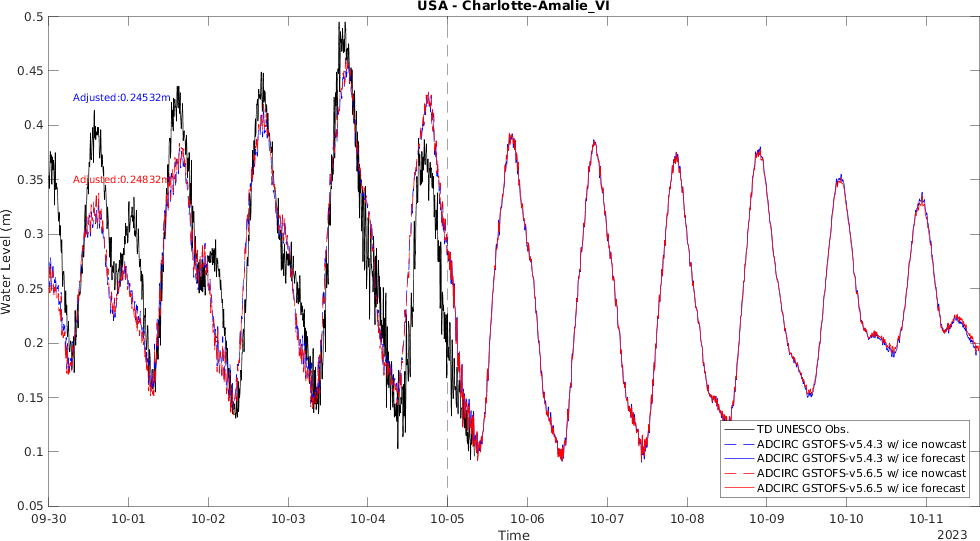 USA - Charlotte-Amalie_VI
0.5
0.45
0.4
0.35
0.3
0.25
0.2
0.15
0.1
0.05
Water Level (m)
Adjusted:0.24532m
Adjusted:0.24832m
TD UNESCO Obs.
ADCIRC GSTOFS-v5.4.3 w/ ice nowcast
ADCIRC GSTOFS-v5.4.3 w/ ice forecast
ADCIRC GSTOFS-v5.6.5 w/ ice nowcast
ADCIRC GSTOFS-v5.6.5 w/ ice forecast
09-30 10-01 10-02 10-03 10-04 10-05 10-06 10-07 10-08 10-09 10-10 10-11
Time
2023